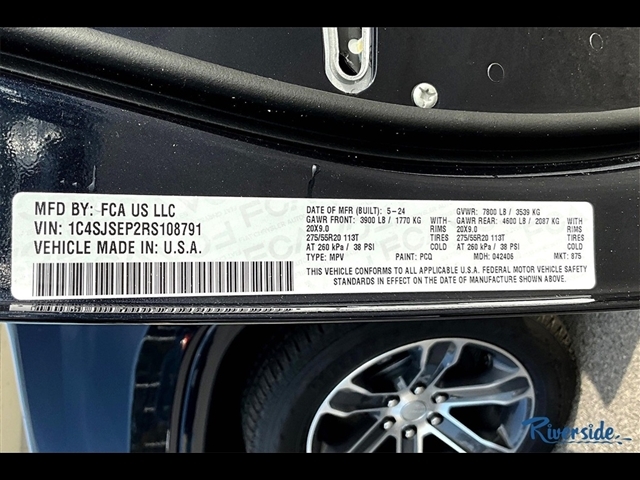 MFD BY: FCA US LLC
VIN: 1C4SJSEP2RS108791
VEHICLE MADE IN: U.S.A.
DATE OF MFR (BUILT): 5-24 GVWR: 7800 LB / 3539 KG
GAWR FRONT: 3900 LB / 1770 KG WITH GAWR REAR: 4600 LB / 2087 KG WITH
20X9.0 RIMS 20X9.0 RIMS
275/55R20 113T TIRES 275/55R20 113T TIRES
AT 260 kPa / 38 PSI AT 260 kPa / 38 PSI
TYPE: MPV PAINT: PCQ MDH: 042406 MKT: 875
THIS VEHICLE CONFORMS TO ALL APPLICABLE U.S.A. FEDERAL MOTOR VEHICLE SAFETY
STANDARDS IN EFFECT ON THE DATE OF MANUFACTURE SHOWN ABOVE.
Riverside